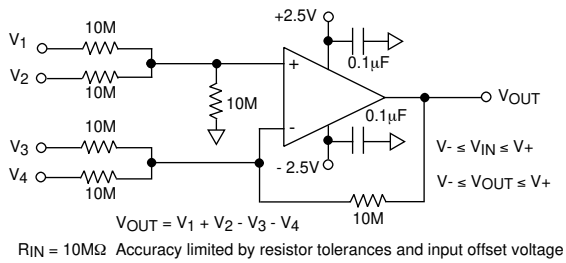 +2.5V
10M
V1
V2
10M
0.1μF
+
10M
VOUT
10M
0.1μF
-
V3
V4
10M
- 2.5V
V- ≤ VIN ≤ V+
V- ≤ VOUT ≤ V+
10M
VOUT = V1 + V2 - V3 - V4
RIN = 10MΩ Accuracy limited by resistor tolerances and input offset voltage